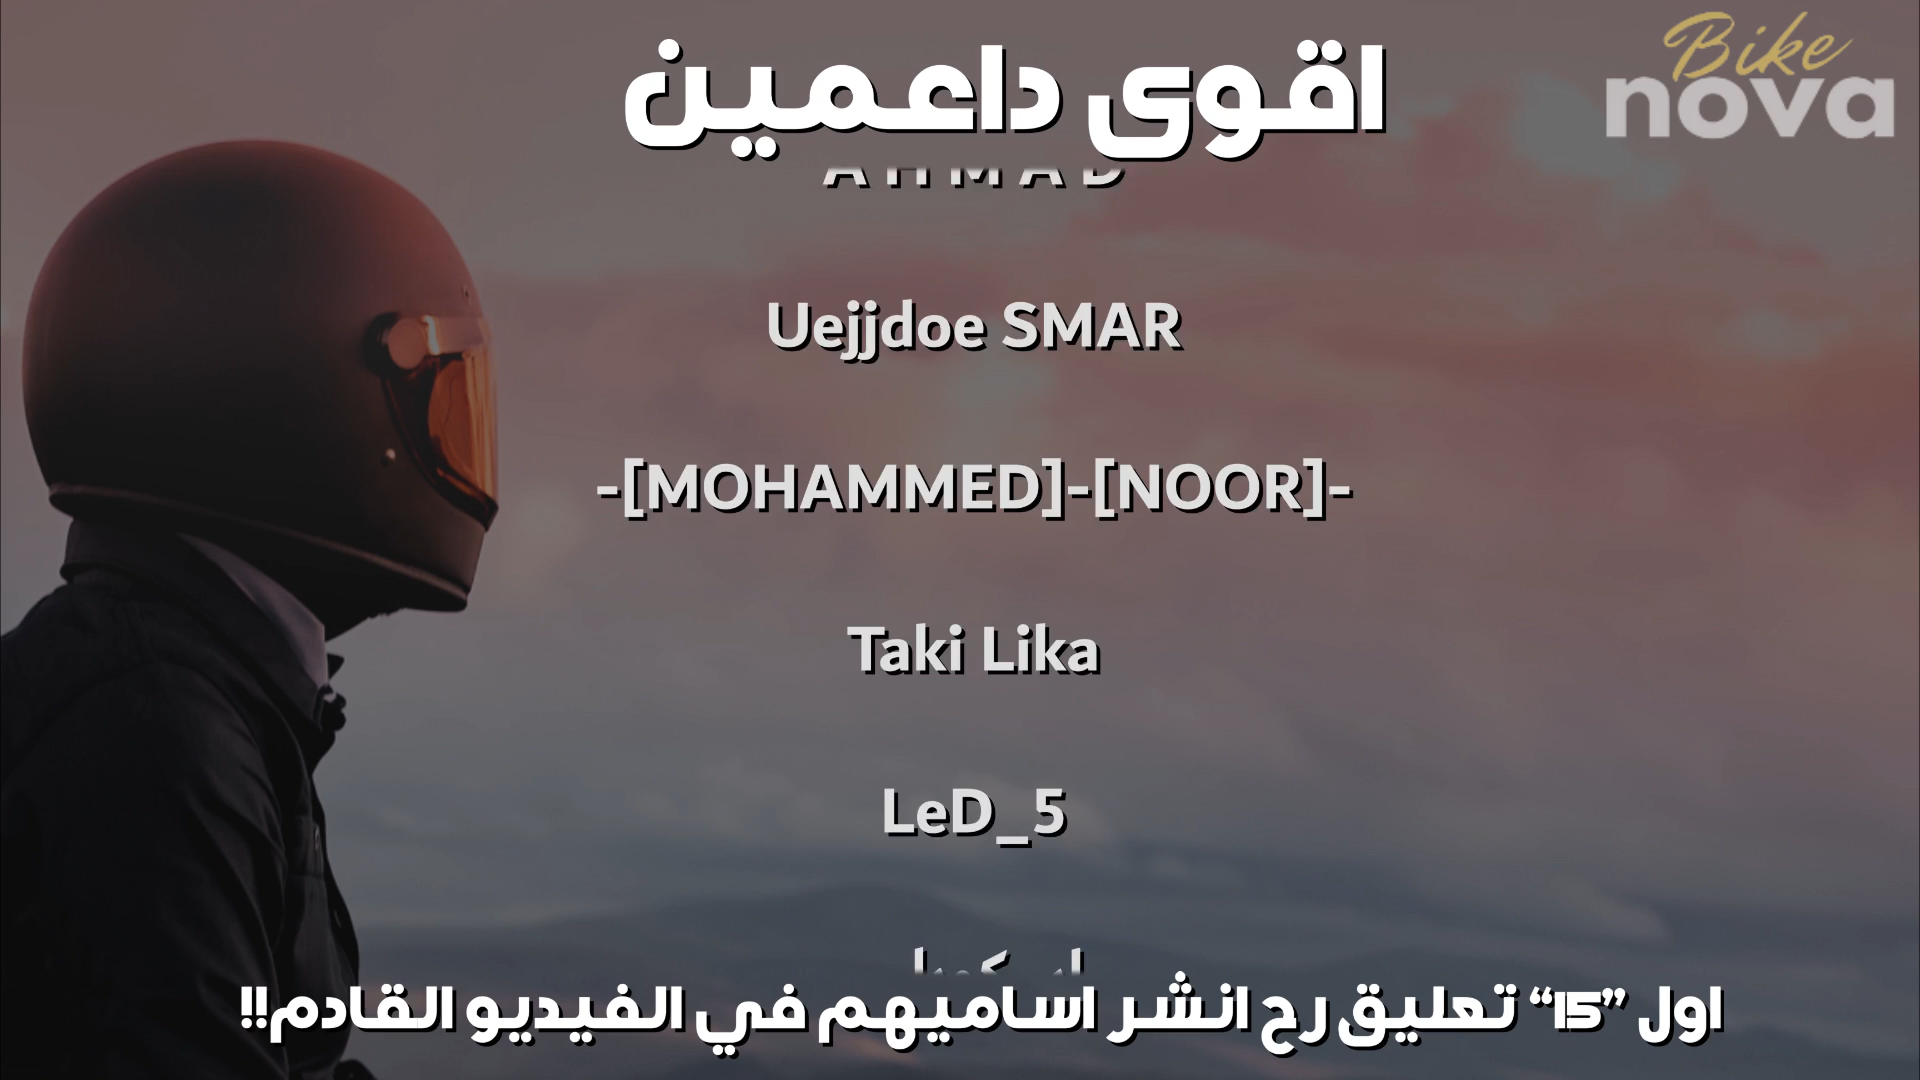 Bike
nova
اقوى داعمين
AHMAD
Uejjdoe SMAR
-[MOHAMMED]-[NOOR]-
Taki Lika
LeD_5
اول “15” تعليق رح انشر اساميهم في الفيديو القادم!!